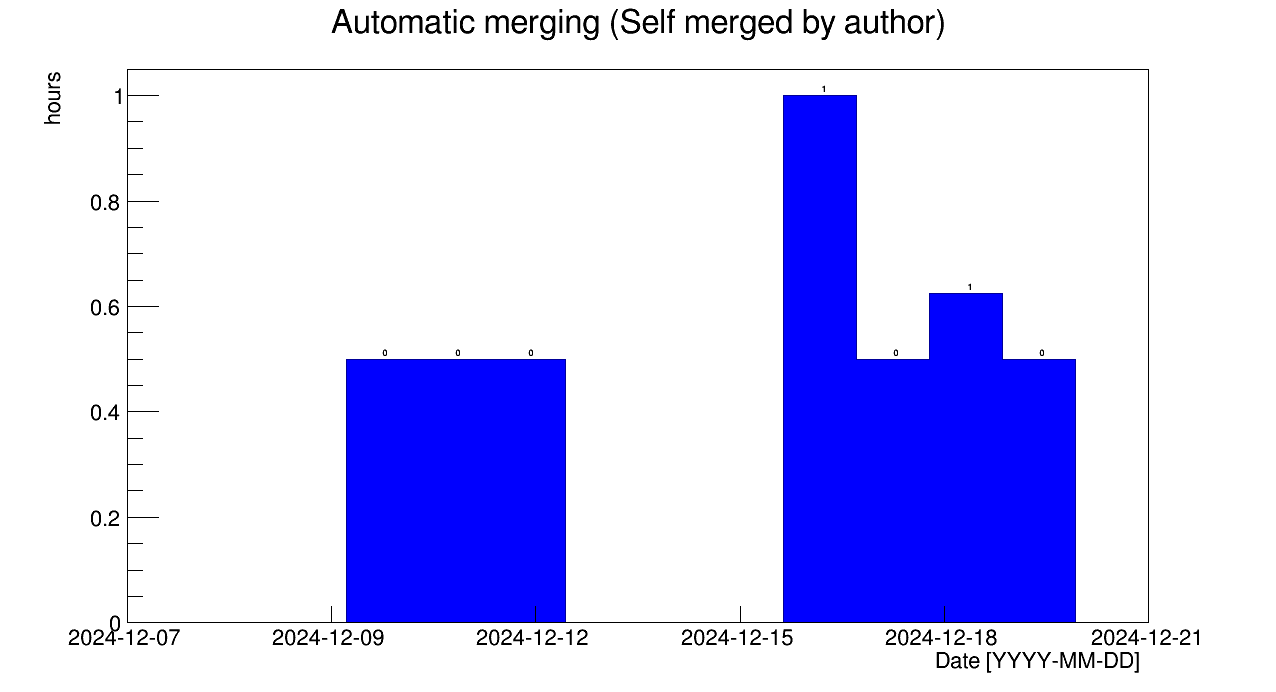 Automatic merging (Self merged by author)
hours
1
0.8
0.6
0.4
0.2
0
0 0 0 1 0 1 0
2024-12-07 2024-12-09 2024-12-12 2024-12-15 2024-12-18 2024-12-21
Date [YYYY-MM-DD]